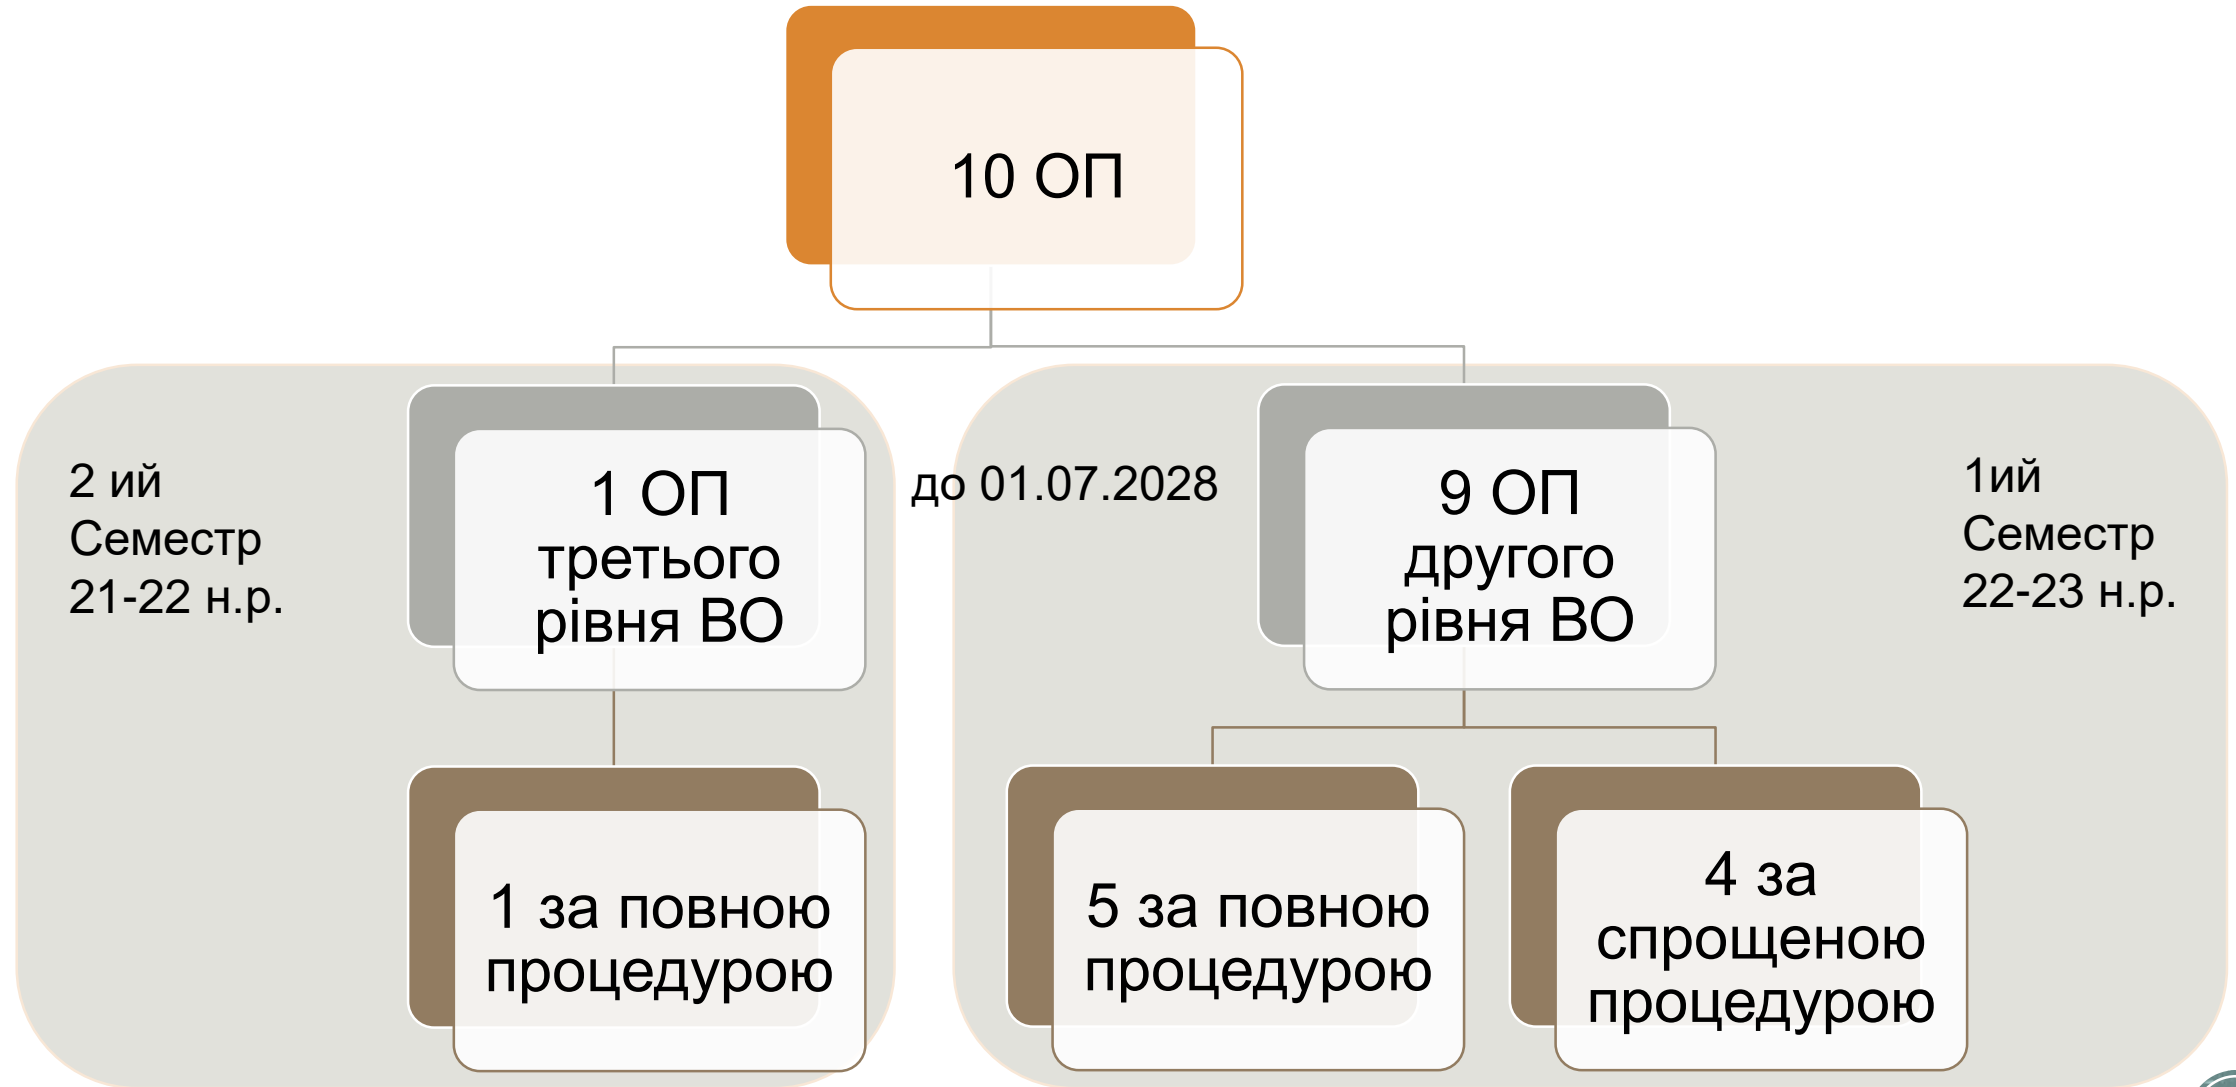 10 ОП
2 ий
Семестр
21-22 н.р.
1 ОП
третього
рівня ВО
до 01.07.2028
9 ОП
другого
рівня ВО
1ий
Семестр
22-23 н.р.
1 за повною
процедурою
5 за повною
процедурою
4 за
спрощеною
процедурою